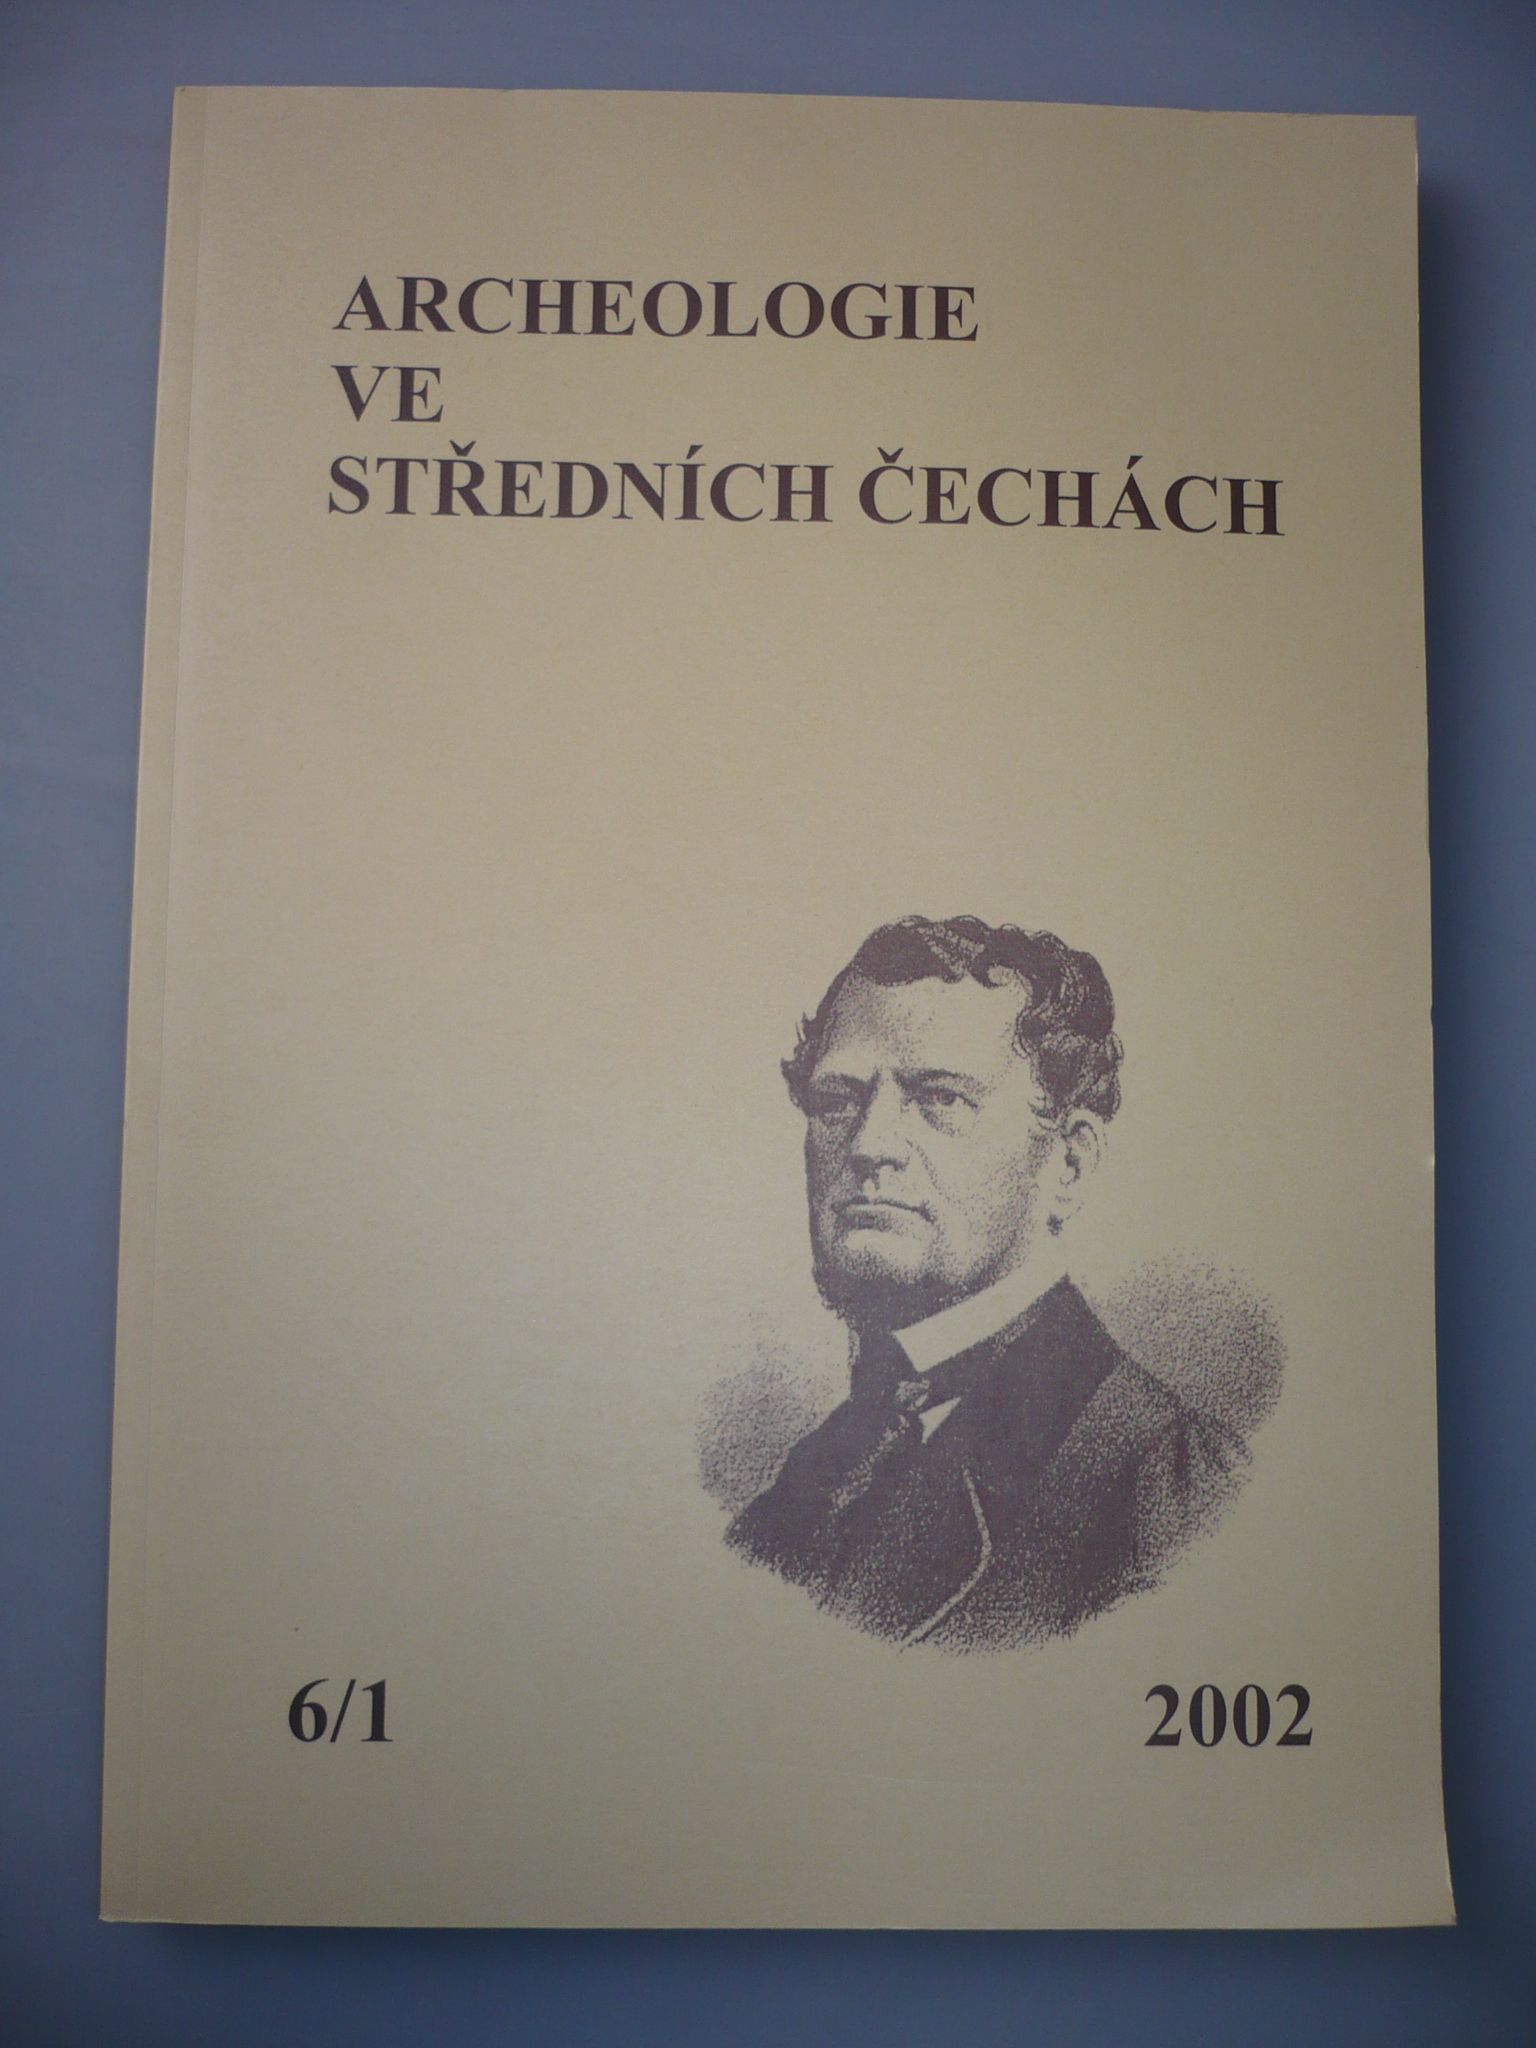 ARCHEOLOGIE
VE
STŘEDNÍCH ČECHÁCH
6/1
2002